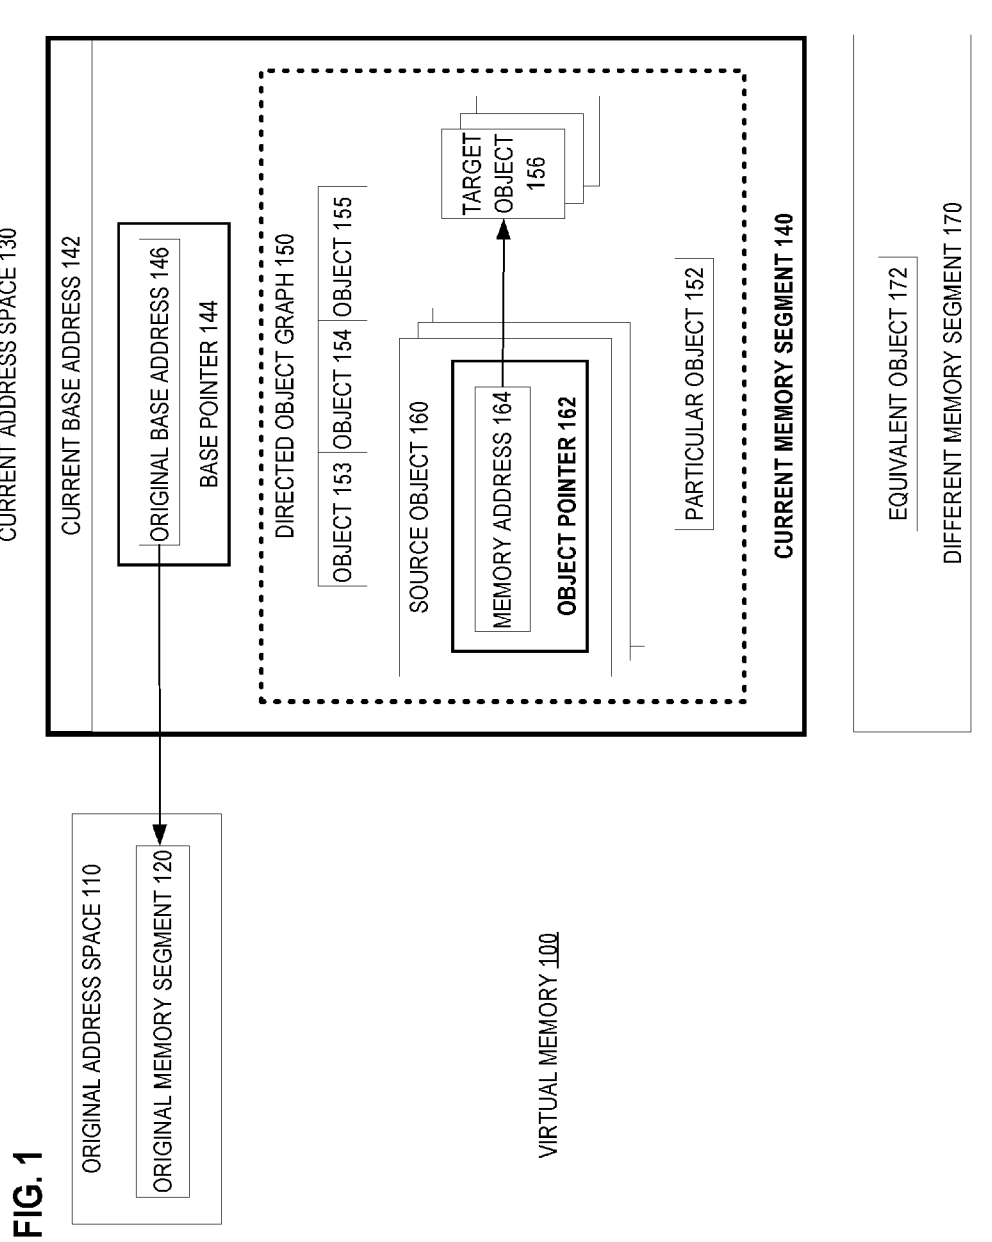 FIG. 1
VIRTUAL MEMORY 100
ORIGINAL ADDRESS SPACE 110
ORIGINAL MEMORY SEGMENT 120
CURRENT ADDRESS SPACE 130
CURRENT BASE ADDRESS 142
ORIGINAL BASE ADDRESS 146
BASE POINTER 144
DIRECTED OBJECT GRAPH 150
OBJECT 153
OBJECT 154
OBJECT 155
SOURCE OBJECT 160
MEMORY ADDRESS 164
OBJECT POINTER 162
TARGET
OBJECT
156
PARTICULAR OBJECT 152
CURRENT MEMORY SEGMENT 140
EQUIVALENT OBJECT 172
DIFFERENT MEMORY SEGMENT 170